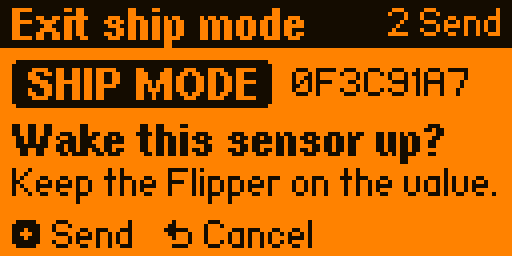 Exit ship mode 2 Send
SHIP MODE 0F3C91A7
Wake this sensor up?
Keep the Flipper on the value.
Send Cancel